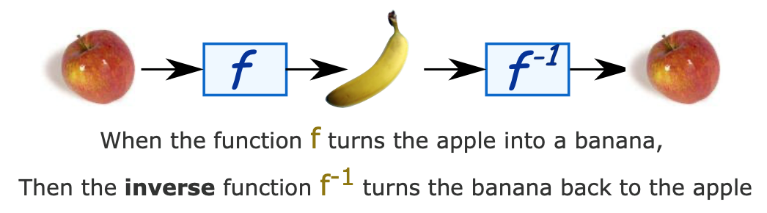 f f⁻¹
When the function f turns the apple into a banana,
Then the inverse function f⁻¹ turns the banana back to the apple